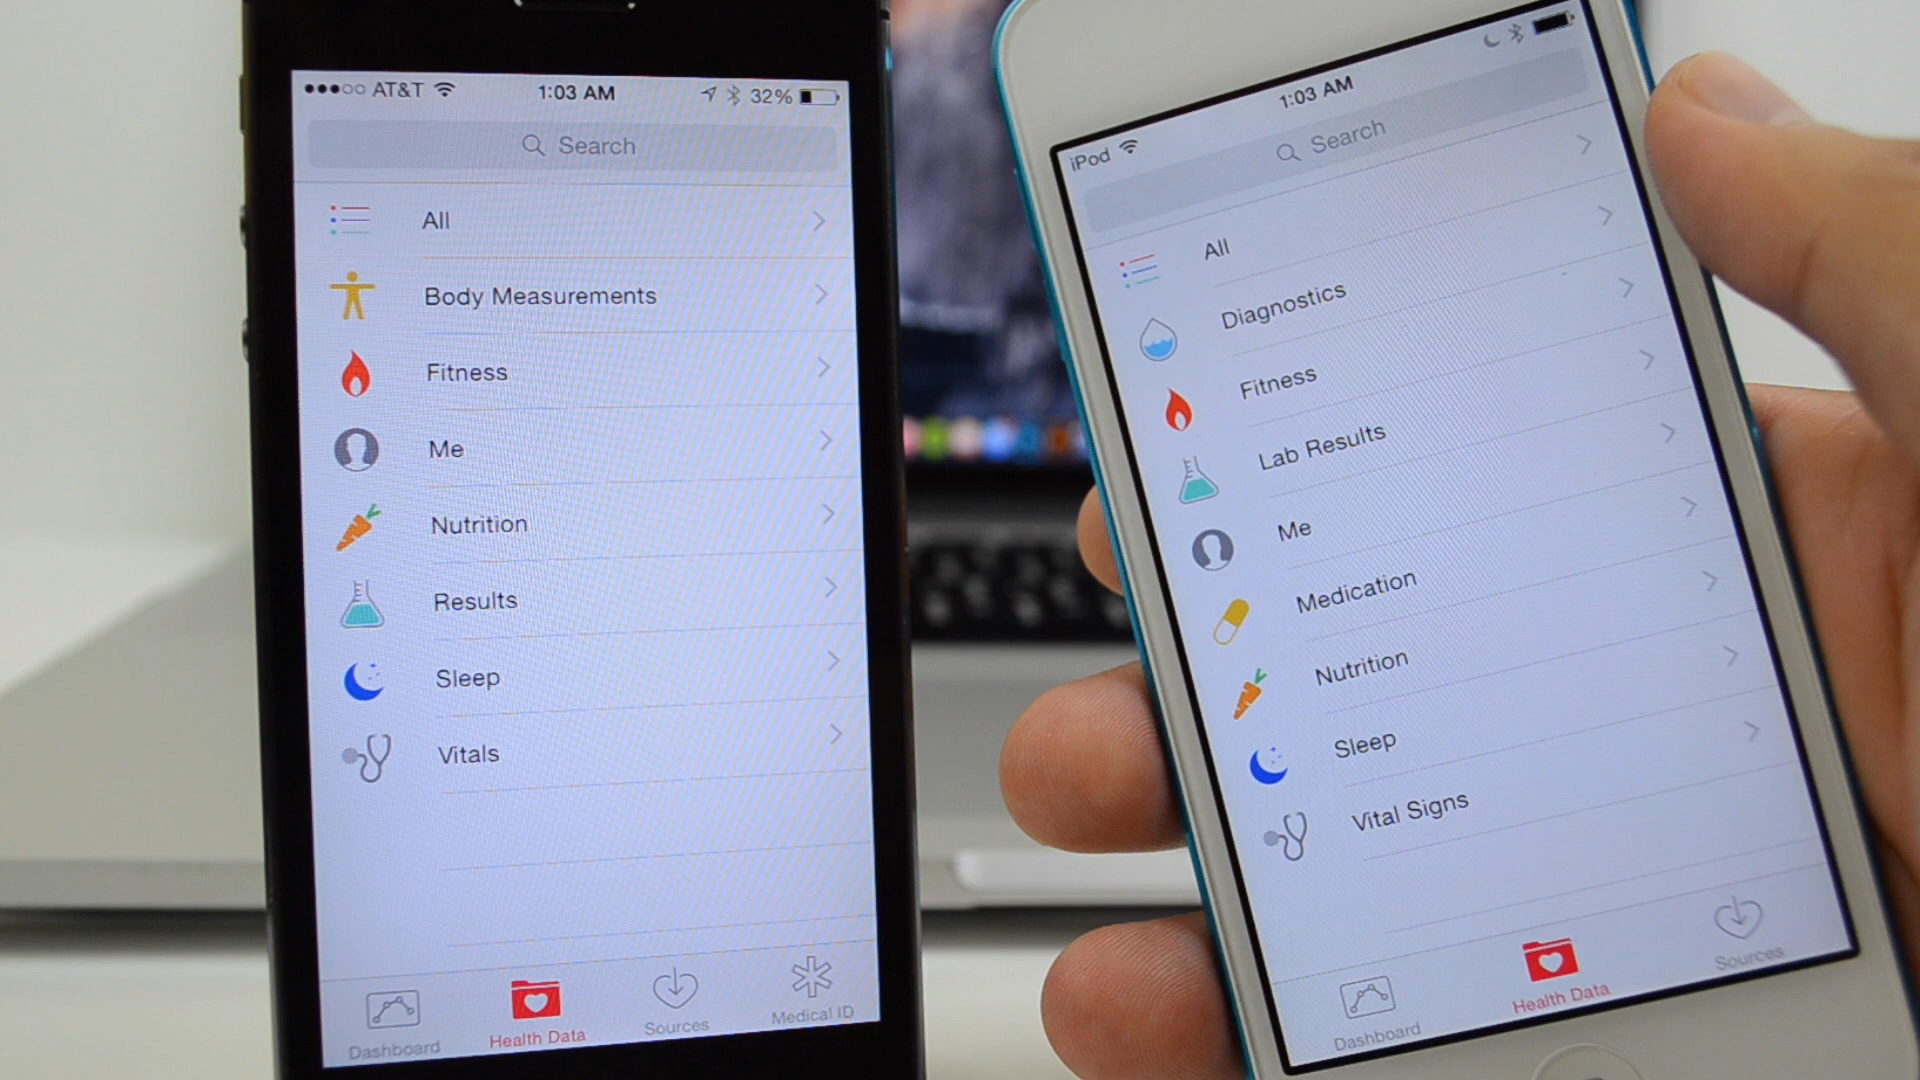 AT&T 1:03 AM 32%
Search
All
Body Measurements
Fitness
Me
Nutrition
Results
Sleep
Vitals
Dashboard Health Data Sources Medical ID
iPod 1:03 AM
Search
All
Diagnostics
Fitness
Lab Results
Me
Medication
Nutrition
Sleep
Vital Signs
Dashboard Health Data Sources